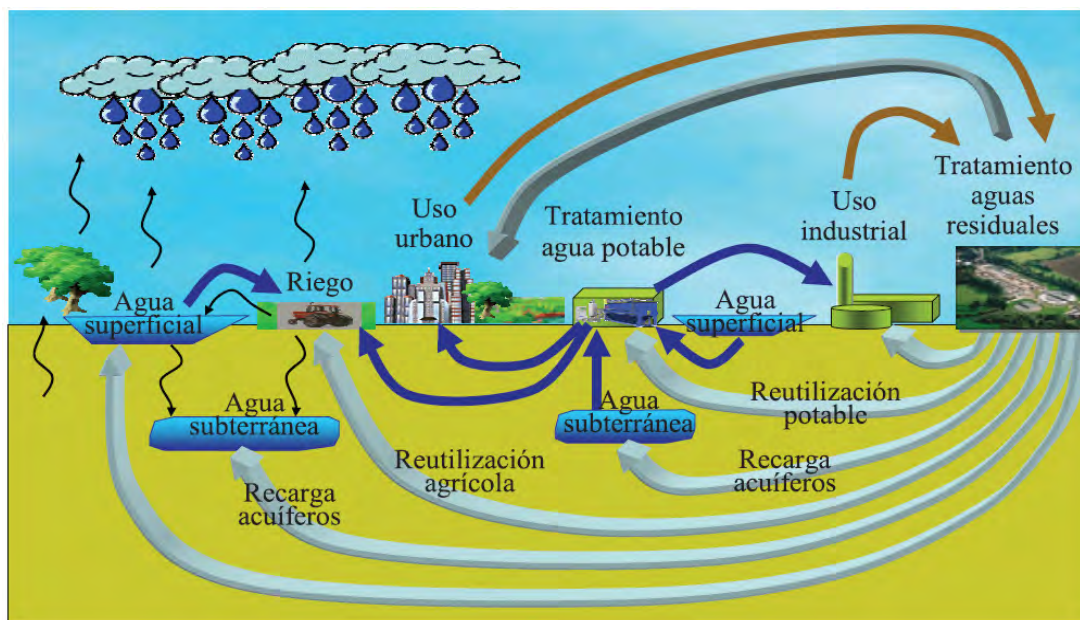 Uso
urbano
Tratamiento
agua potable
Uso
industrial
Tratamiento
aguas
residuales
Agua
superficial
Riego
Agua
superficial
Agua
subterránea
Agua
subterránea
Reutilización
potable
Reutilización
agrícola
Recarga
acuíferos
Recarga
acuíferos